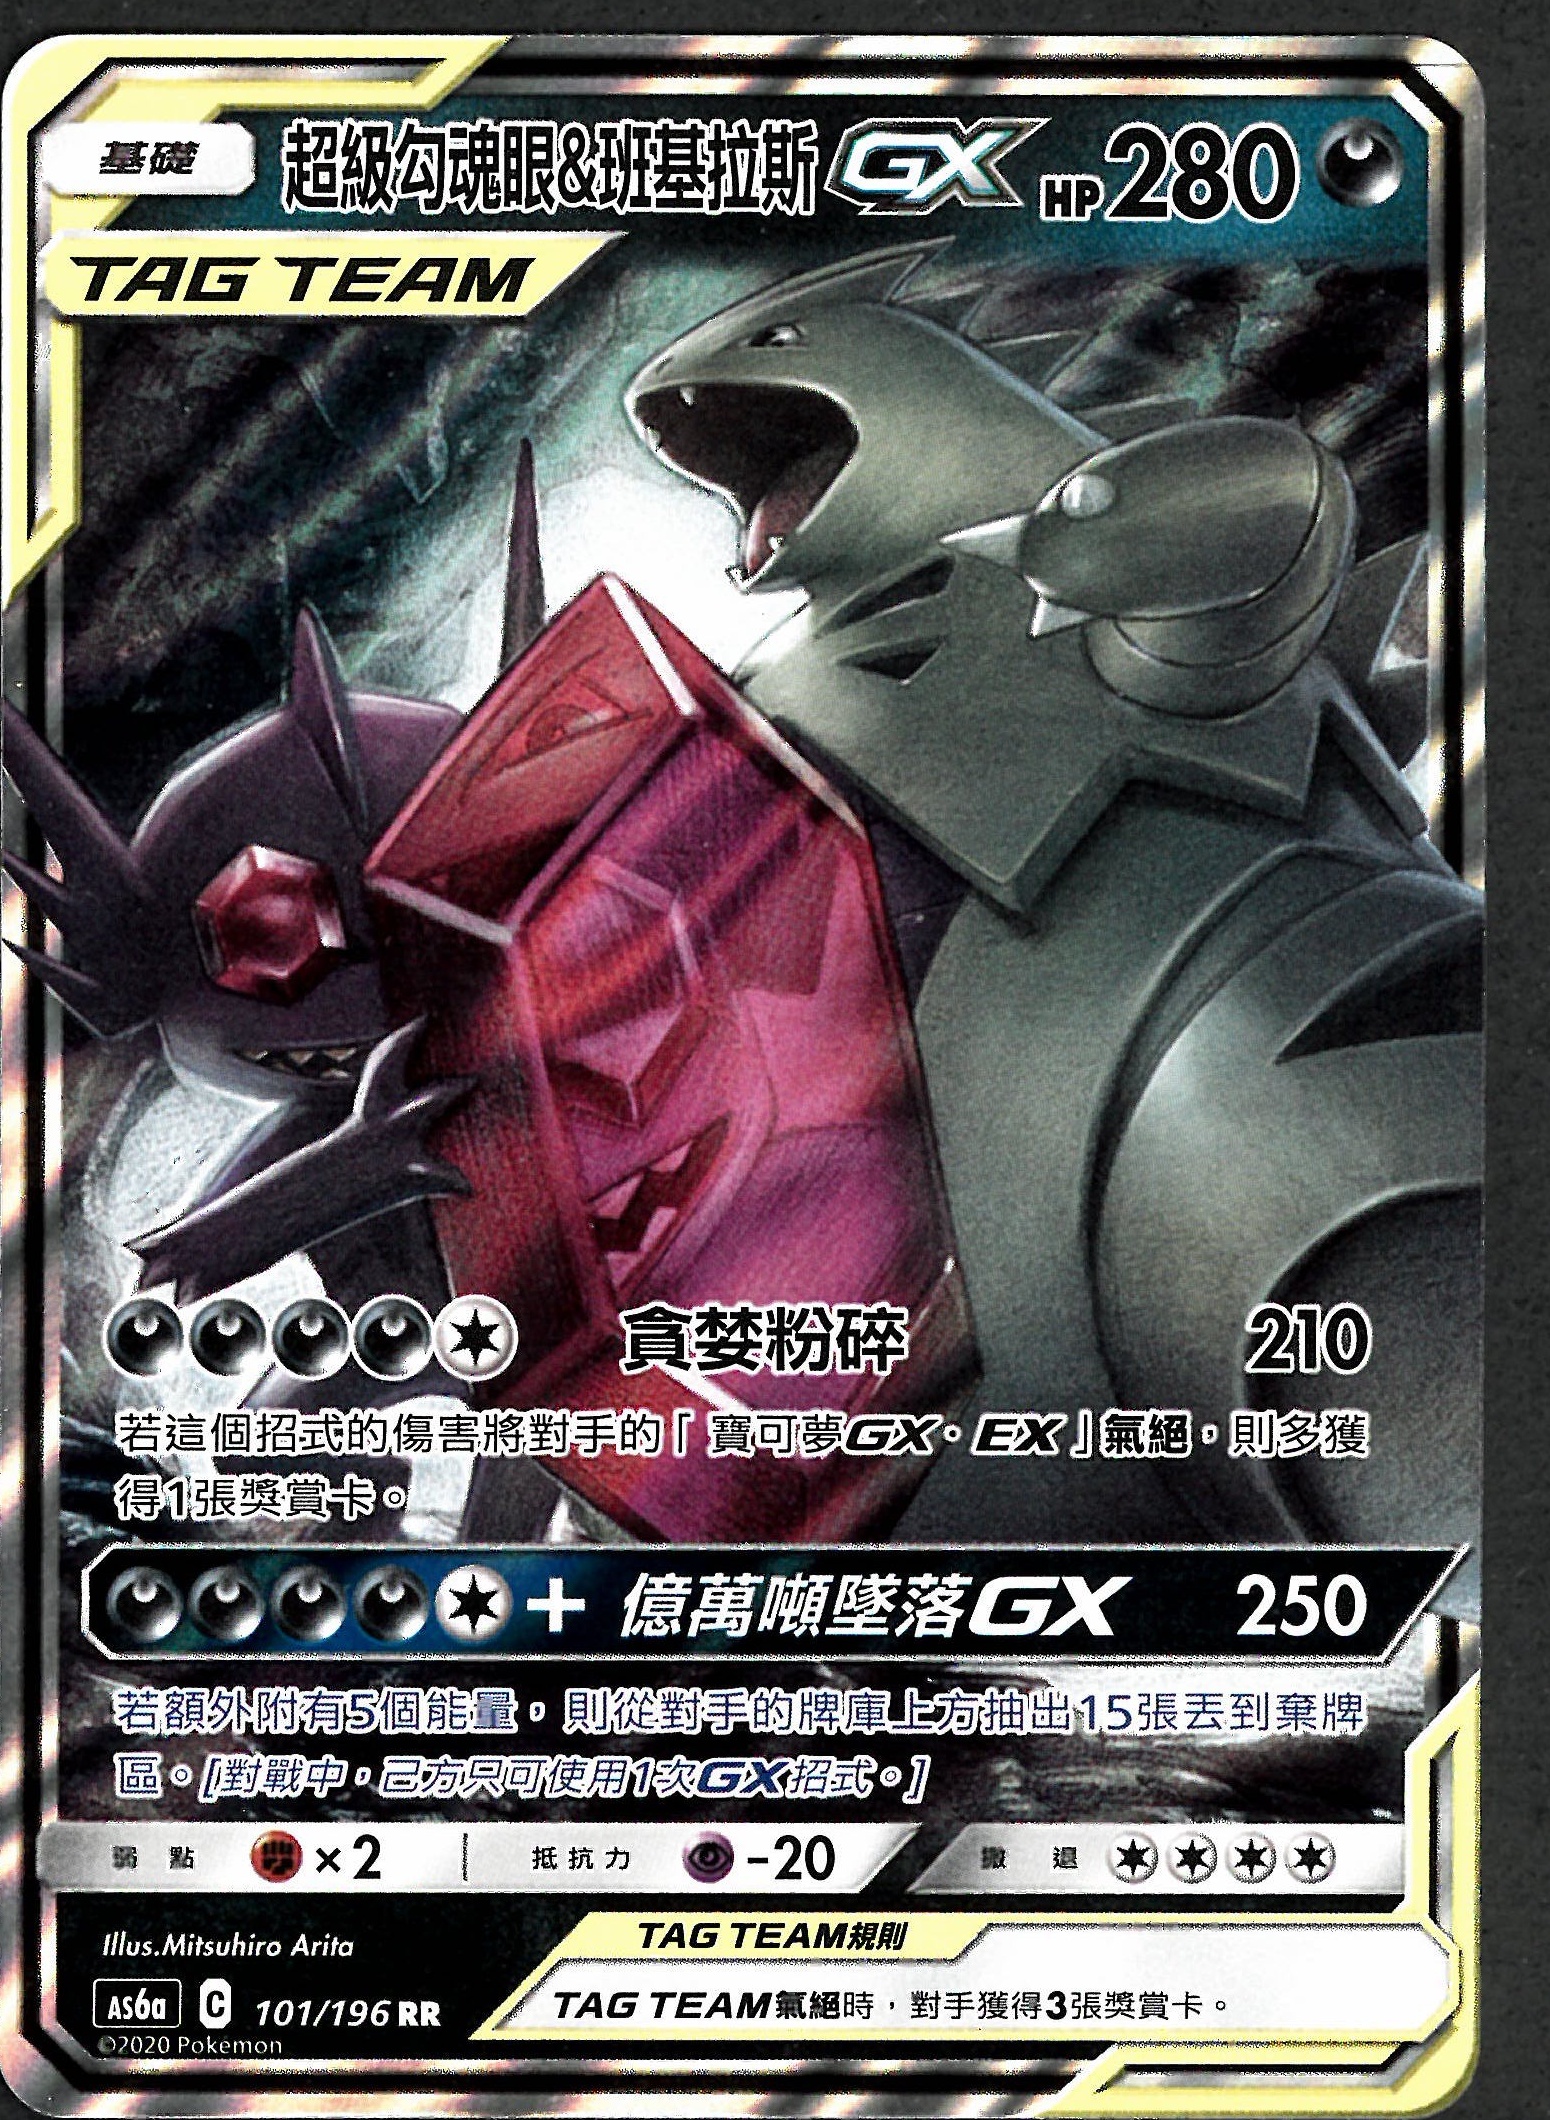 基礎
超級勾魂眼&班基拉斯GX HP280
TAG TEAM
貪婪粉碎 210
若這個招式的傷害將對手的「寶可夢GX・EX」氣絕，則多獲
得1張獎賞卡。
+ 億萬噸墜落GX 250
若額外附有5個能量，則從對手的牌庫上方抽出15張丟到棄牌
區。[對戰中，己方只可使用1次GX招式。]
弱點 ×2 抵抗力 -20 撤退
Illus.Mitsuhiro Arita
TAG TEAM規則
AS6a C 101/196 RR
TAG TEAM氣絕時，對手獲得3張獎賞卡。
©2020 Pokémon